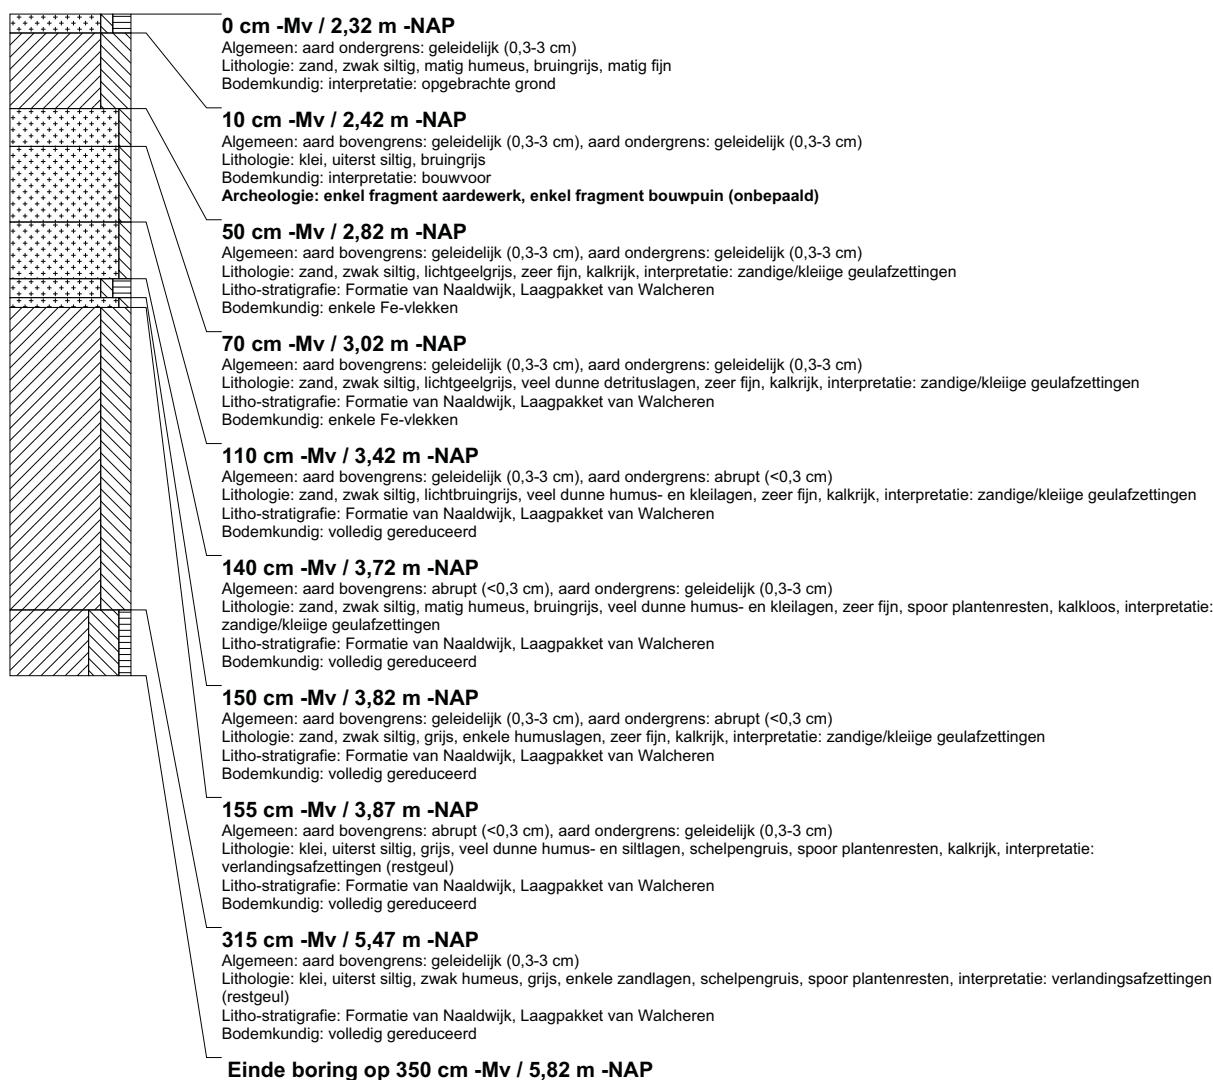 0 cm -Mv / 2,32 m -NAP
Algemeen: aard ondergrens: geleidelijk (0,3-3 cm)
Lithologie: zand, zwak siltig, matig humeus, bruingrijs, matig fijn
Bodemkundig: interpretatie: opgebrachte grond
10 cm -Mv / 2,42 m -NAP
Algemeen: aard bovengrens: geleidelijk (0,3-3 cm), aard ondergrens: geleidelijk (0,3-3 cm)
Lithologie: klei, uiterst siltig, bruingrijs
Bodemkundig: interpretatie: bouwvoor
Archeologie: enkel fragment aardewerk, enkel fragment bouwpuin (onbepaald)
50 cm -Mv / 2,82 m -NAP
Algemeen: aard bovengrens: geleidelijk (0,3-3 cm), aard ondergrens: geleidelijk (0,3-3 cm)
Lithologie: zand, zwak siltig, lichtgeelgrijs, zeer fijn, kalkrijk, interpretatie: zandige/kleiige geulafzettingen
Litho-stratigrafie: Formatie van Naaldwijk, Laagpakket van Walcheren
Bodemkundig: enkele Fe-vlekken
70 cm -Mv / 3,02 m -NAP
Algemeen: aard bovengrens: geleidelijk (0,3-3 cm), aard ondergrens: geleidelijk (0,3-3 cm)
Lithologie: zand, zwak siltig, lichtgeelgrijs, veel dunne detrituslagen, zeer fijn, kalkrijk, interpretatie: zandige/kleiige geulafzettingen
Litho-stratigrafie: Formatie van Naaldwijk, Laagpakket van Walcheren
Bodemkundig: enkele Fe-vlekken
110 cm -Mv / 3,42 m -NAP
Algemeen: aard bovengrens: geleidelijk (0,3-3 cm), aard ondergrens: abrupt (<0,3 cm)
Lithologie: zand, zwak siltig, lichtbruingrijs, veel dunne humus- en kleilagen, zeer fijn, kalkrijk, interpretatie: zandige/kleiige geulafzettingen
Litho-stratigrafie: Formatie van Naaldwijk, Laagpakket van Walcheren
Bodemkundig: volledig gereduceerd
140 cm -Mv / 3,72 m -NAP
Algemeen: aard bovengrens: abrupt (<0,3 cm), aard ondergrens: geleidelijk (0,3-3 cm)
Lithologie: zand, zwak siltig, matig humeus, bruingrijs, veel dunne humus- en kleilagen, zeer fijn, spoor plantenresten, kalkloos, interpretatie:
zandige/kleiige geulafzettingen
Litho-stratigrafie: Formatie van Naaldwijk, Laagpakket van Walcheren
Bodemkundig: volledig gereduceerd
150 cm -Mv / 3,82 m -NAP
Algemeen: aard bovengrens: geleidelijk (0,3-3 cm), aard ondergrens: abrupt (<0,3 cm)
Lithologie: zand, zwak siltig, grijs, enkele humuslagen, zeer fijn, kalkrijk, interpretatie: zandige/kleiige geulafzettingen
Litho-stratigrafie: Formatie van Naaldwijk, Laagpakket van Walcheren
Bodemkundig: volledig gereduceerd
155 cm -Mv / 3,87 m -NAP
Algemeen: aard bovengrens: abrupt (<0,3 cm), aard ondergrens: geleidelijk (0,3-3 cm)
Lithologie: klei, uiterst siltig, grijs, veel dunne humus- en siltlagen, schelpengruis, spoor plantenresten, kalkrijk, interpretatie:
verlandingsafzettingen (restgeul)
Litho-stratigrafie: Formatie van Naaldwijk, Laagpakket van Walcheren
Bodemkundig: volledig gereduceerd
315 cm -Mv / 5,47 m -NAP
Algemeen: aard bovengrens: geleidelijk (0,3-3 cm)
Lithologie: klei, uiterst siltig, zwak humeus, grijs, enkele zandlagen, schelpengruis, spoor plantenresten, interpretatie: verlandingsafzettingen
(restgeul)
Litho-stratigrafie: Formatie van Naaldwijk, Laagpakket van Walcheren
Bodemkundig: volledig gereduceerd
Einde boring op 350 cm -Mv / 5,82 m -NAP